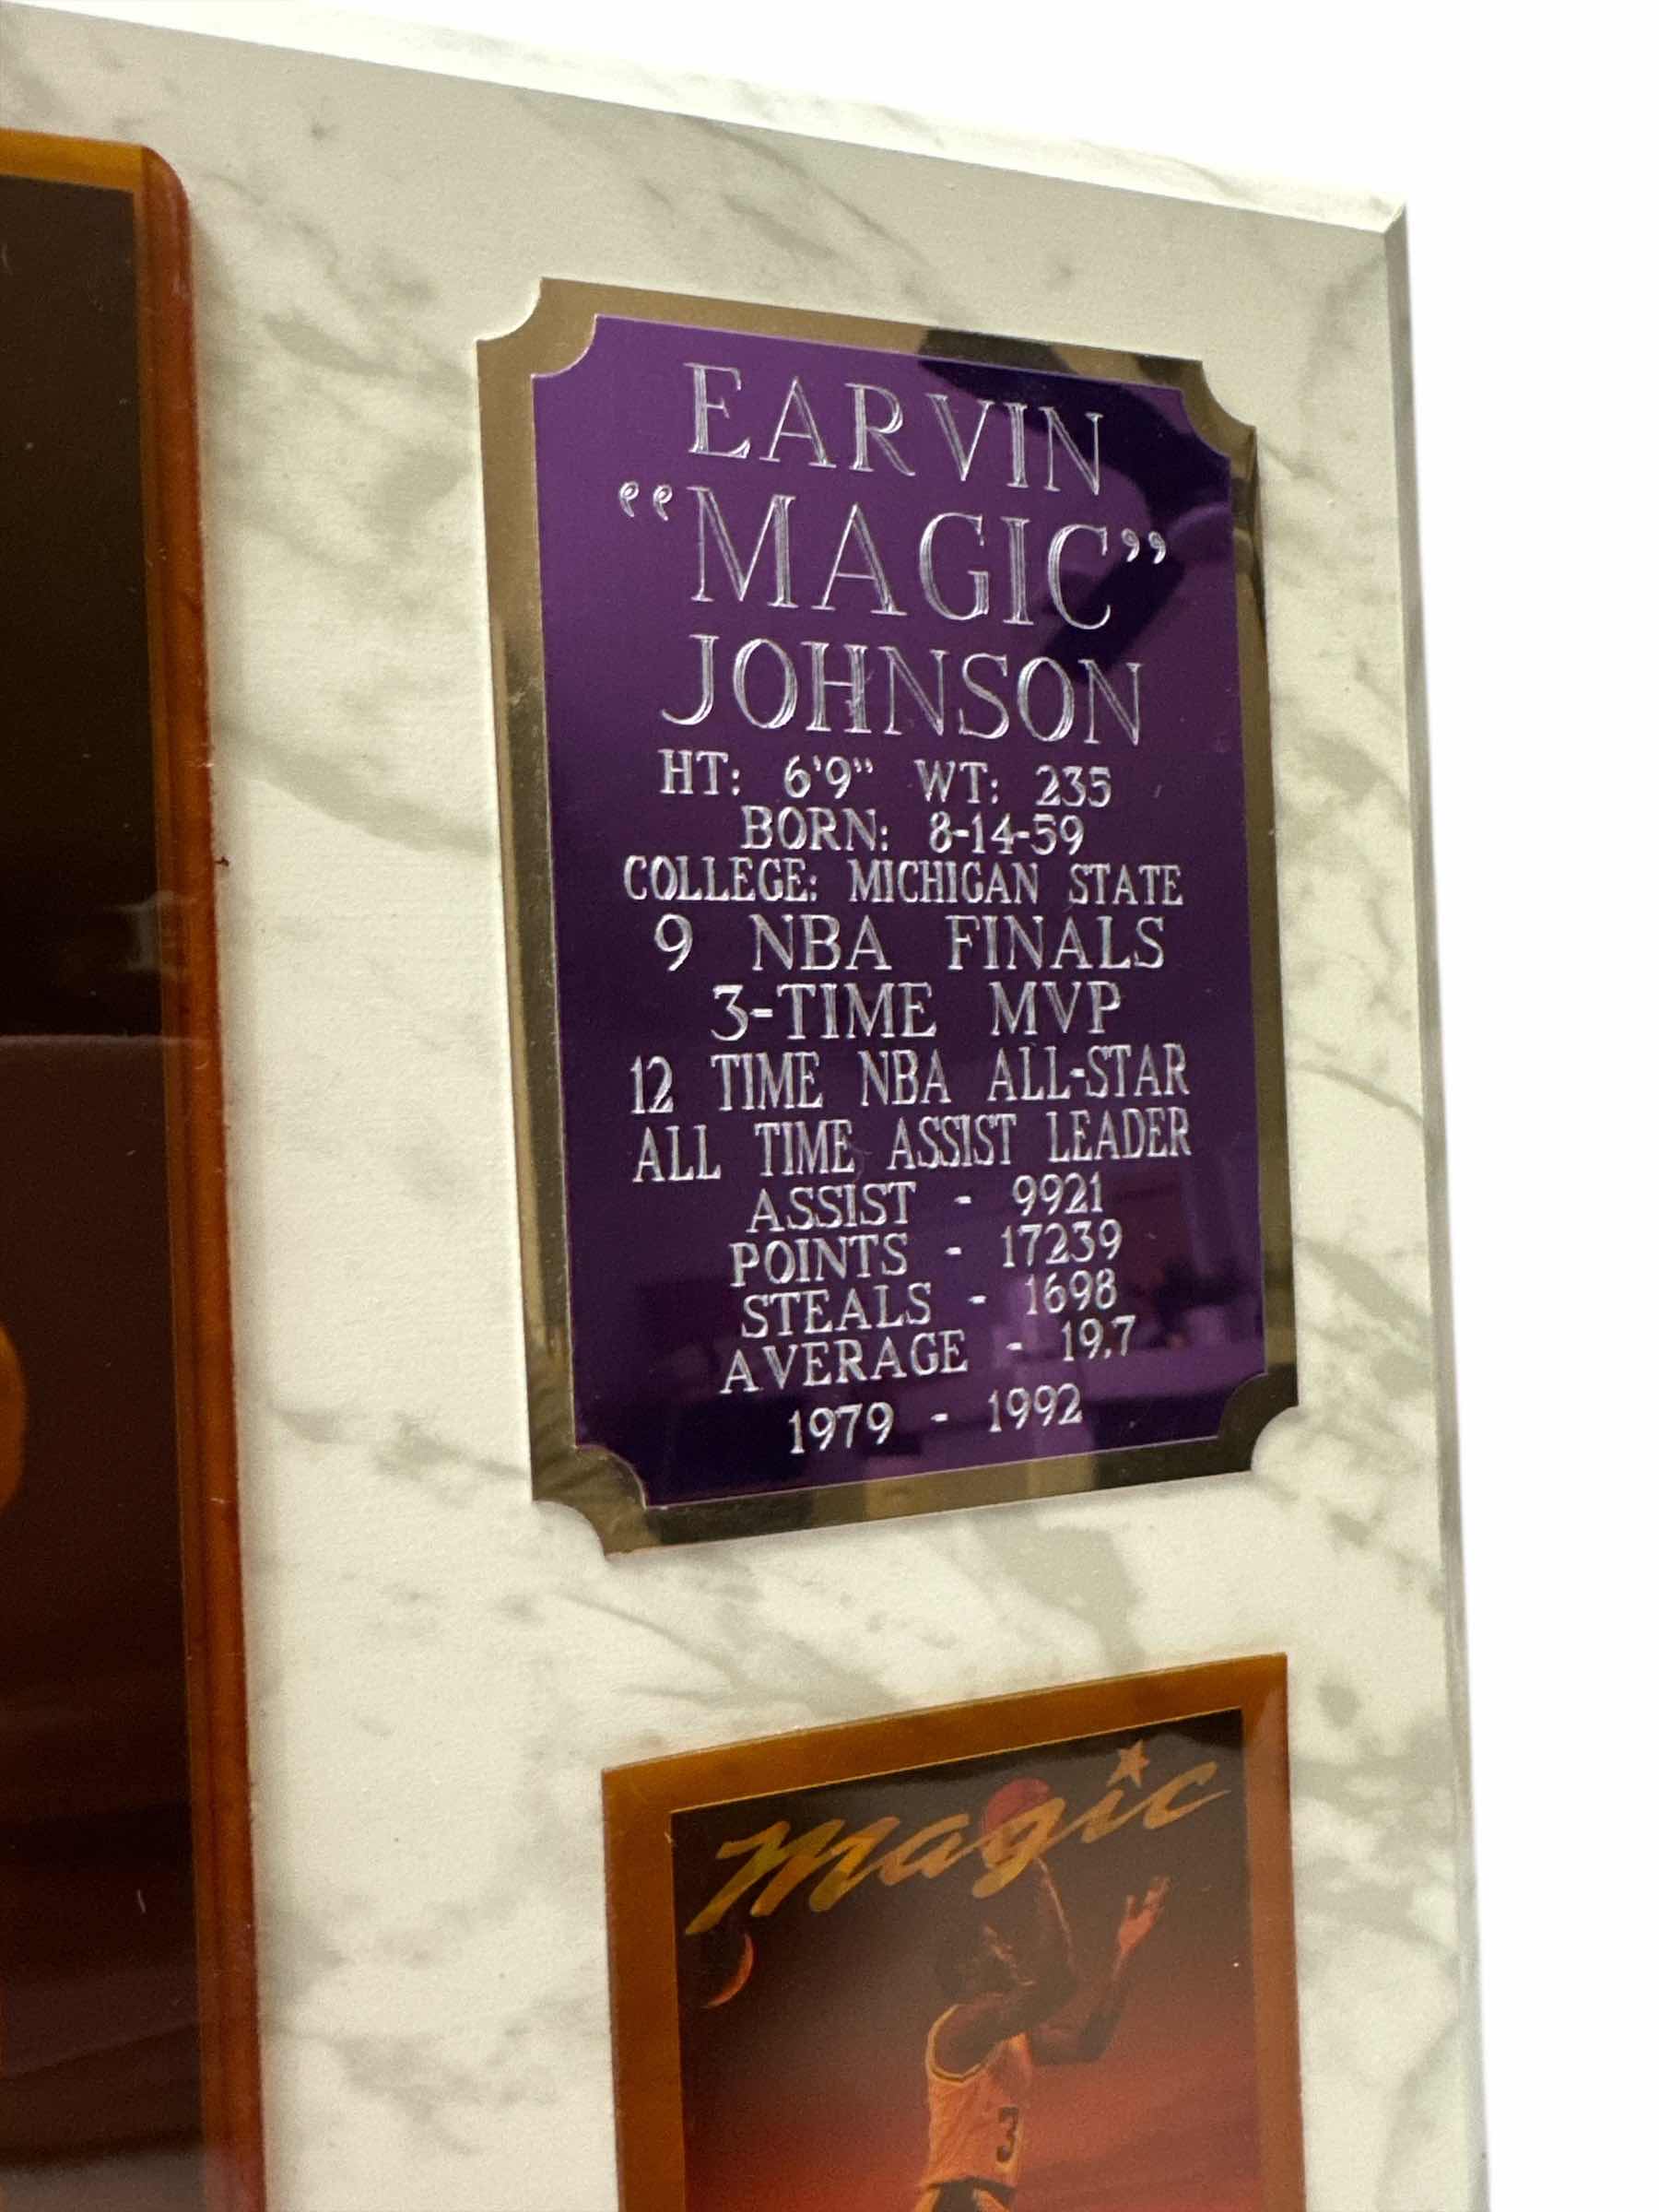 EARVIN
“MAGIC”
JOHNSON
HT: 6'9" WT: 235
BORN: 8-14-59
COLLEGE: MICHIGAN STATE
9 NBA FINALS
3-TIME MVP
12 TIME NBA ALL-STAR
ALL TIME ASSIST LEADER
ASSIST - 9921
POINTS - 17239
STEALS - 1698
AVERAGE - 19.7
1979 - 1992
Magic
3